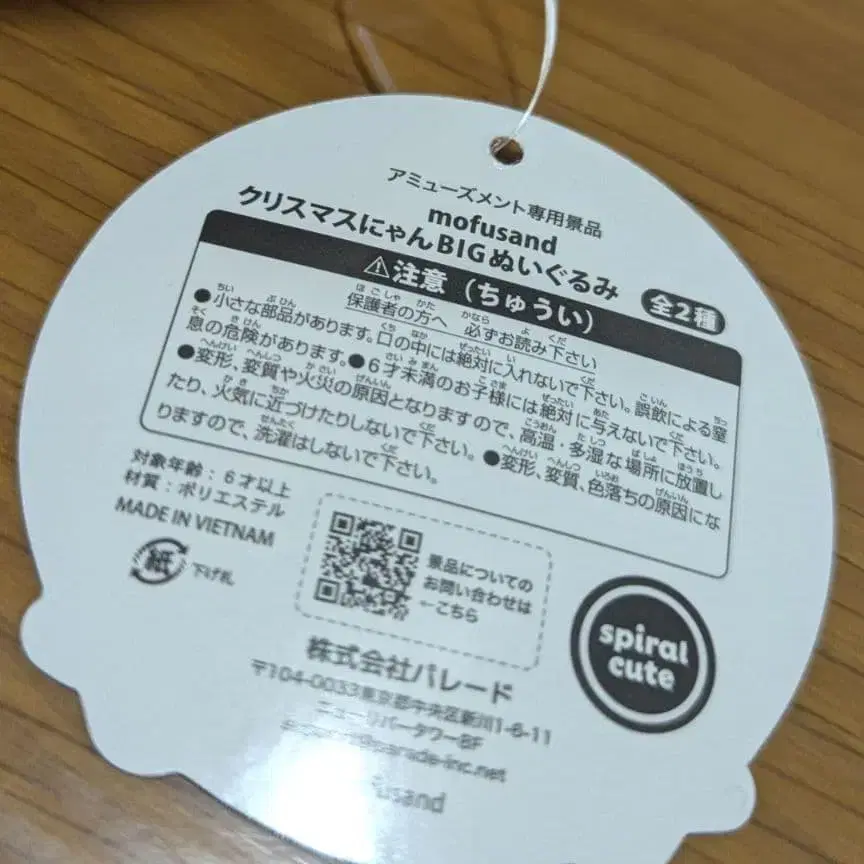 アミューズメント専用景品
mofusand
クリスマスにゃんBIGぬいぐるみ
全2種
⚠注意（ちゅうい）
保護者の方へ 必ずお読み下さい
●小さな部品があります。口の中には絶対に入れないで下さい。誤飲による窒
息の危険があります。●6才未満のお子様には絶対に与えないで下さい。
●変形、変質や火災の原因となりますので、高温・多湿な場所に放置し
たり、火気に近づけたりしないで下さい。●変形、変質、色落ちの原因にな
りますので、洗濯はしないで下さい。
対象年齢：6才以上
材質：ポリエステル
MADE IN VIETNAM
紙 下げ札
景品についての
お問い合わせは
←こちら
spiral
cute
株式会社パレード
〒104-0033東京都中央区新川1-6-11
ニューリバータワー8F
@parade-inc.net
usand